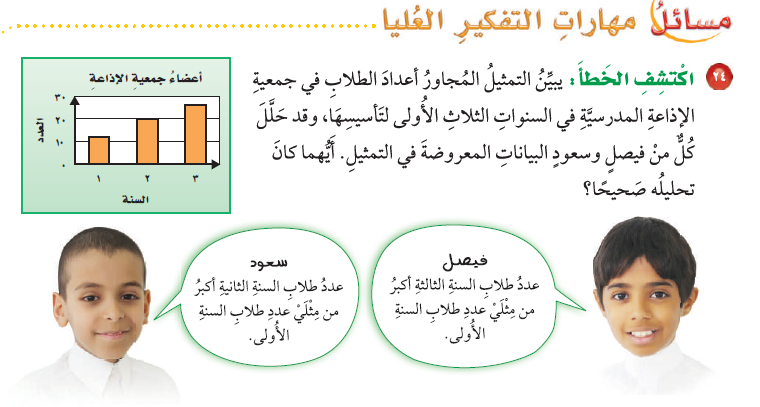 مسائلُ مهاراتِ التفكيرِ العُليا
٢٤ اكْتشِفِ الخَطأَ: يبيِّنُ التمثيلُ المُجاورُ أعدادَ الطلابِ في جمعيةِ
الإذاعةِ المدرسيَّةِ في السنواتِ الثلاثِ الأُولى لتَأسيسِهَا، وقد حَلَّلَ
كُلٌّ منْ فيصلٍ وسعودٍ البياناتِ المعروضةَ في التمثيلِ. أيُّهما كانَ
تحليلُه صَحيحًا؟
أعضاءُ جمعيةِ الإذاعةِ
العدد
٣٠
٢٠
١٠
٠
١ ٢ ٣
السنة
فيصل
عددُ طلابِ السنةِ الثالثةِ أكبرُ
من مِثْلَيْ عددِ طلابِ السنةِ
الأُولى.
سعود
عددُ طلابِ السنةِ الثانيةِ أكبرُ
من مِثْلَيْ عددِ طلابِ السنةِ
الأُولى.